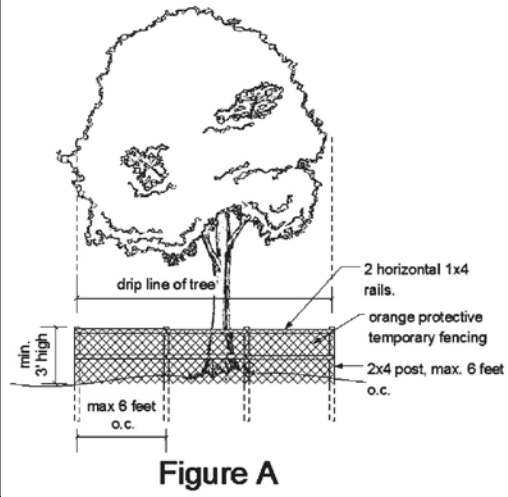 drip line of tree
2 horizontal 1x4
rails.
orange protective
temporary fencing
min.
3' high
2x4 post, max. 6 feet
o.c.
max 6 feet
o.c.
Figure A